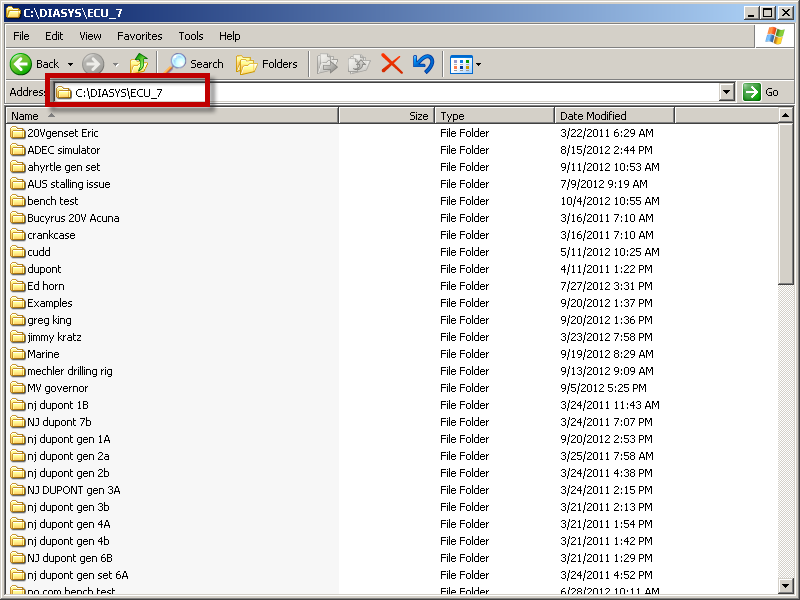 C:\DIASYS\ECU_7
File Edit View Favorites Tools Help
Back Search Folders
Address C:\DIASYS\ECU_7 Go
Name Size Type Date Modified
20Vgenset Eric File Folder 3/22/2011 6:29 AM
ADEC simulator File Folder 8/15/2012 2:44 PM
ahyrtle gen set File Folder 9/11/2012 10:53 AM
AUS stalling issue File Folder 7/9/2012 9:19 AM
bench test File Folder 10/4/2012 10:55 AM
Bucyrus 20V Acuna File Folder 3/16/2011 7:10 AM
crankcase File Folder 3/16/2011 7:10 AM
cudd File Folder 5/11/2012 10:25 AM
dupont File Folder 4/11/2011 1:22 PM
Ed horn File Folder 7/27/2012 3:31 PM
Examples File Folder 9/20/2012 1:37 PM
greg king File Folder 9/20/2012 1:36 PM
jimmy kratz File Folder 3/23/2012 7:58 PM
Marine File Folder 9/19/2012 8:29 AM
mechler drilling rig File Folder 9/13/2012 9:09 AM
MV governor File Folder 9/5/2012 5:25 PM
nj dupont 1B File Folder 3/24/2011 11:43 AM
NJ dupont 7b File Folder 3/24/2011 7:07 PM
nj dupont gen 1A File Folder 9/20/2012 2:53 PM
nj dupont gen 2a File Folder 3/25/2011 7:58 AM
nj dupont gen 2b File Folder 3/24/2011 4:38 PM
NJ DUPONT gen 3A File Folder 3/24/2011 2:15 PM
nj dupont gen 3b File Folder 3/21/2011 2:13 PM
nj dupont gen 4A File Folder 3/21/2011 1:54 PM
nj dupont gen 4b File Folder 3/21/2011 1:42 PM
NJ dupont gen 6B File Folder 3/21/2011 1:29 PM
nj dupont gen set 6A File Folder 3/24/2011 4:52 PM
no com bench test File Folder 6/28/2012 10:11 AM